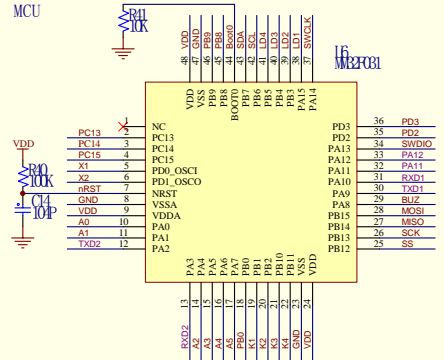 MCU
R41
10K
VDD GND PB9 PB8 Boot0 SDA SCL LD4 LD3 LD2 LD1 SWCLK
48 47 46 45 44 43 42 41 40 39 38 37
U6
MM32F031
VDD VSS PB9 PB8 BOOT0 PB7 PB6 PB5 PB4 PB3 PA15 PA14
1 NC PD3 36 PD3
PC13 2 PC13 PD2 35 PD2
PC14 3 PC14 PA13 34 SWDIO
PC15 4 PC15 PA12 33 PA12
X1 5 PD0_OSCI PA11 32 PA11
X2 6 PD1_OSCO PA10 31 RXD1
nRST 7 NRST PA9 30 TXD1
GND 8 VSSA PA8 29 BUZ
VDD 9 VDDA PB15 28 MOSI
A0 10 PA0 PB14 27 MISO
A1 11 PA1 PB13 26 SCK
TXD2 12 PA2 PB12 25 SS
VDD
R40
100K
C14
104P
PA3 PA4 PA5 PA6 PA7 PB0 PB1 PB2 PB10 PB11 VSS VDD
13 14 15 16 17 18 19 20 21 22 23 24
RXD2 A2 A3 A4 A5 PB0 K1 K2 K3 K4 GND VDD